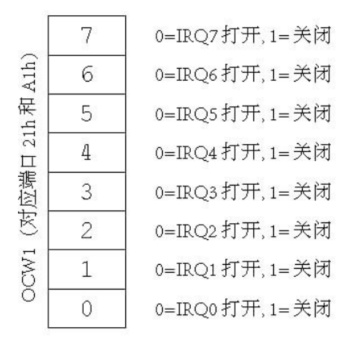 OCW1（对应端口 21h 和 A1h）
7 0=IRQ7 打开, 1= 关闭
6 0=IRQ6 打开, 1= 关闭
5 0=IRQ5 打开, 1= 关闭
4 0=IRQ4 打开, 1= 关闭
3 0=IRQ3 打开, 1= 关闭
2 0=IRQ2 打开, 1= 关闭
1 0=IRQ1 打开, 1= 关闭
0 0=IRQ0 打开, 1= 关闭